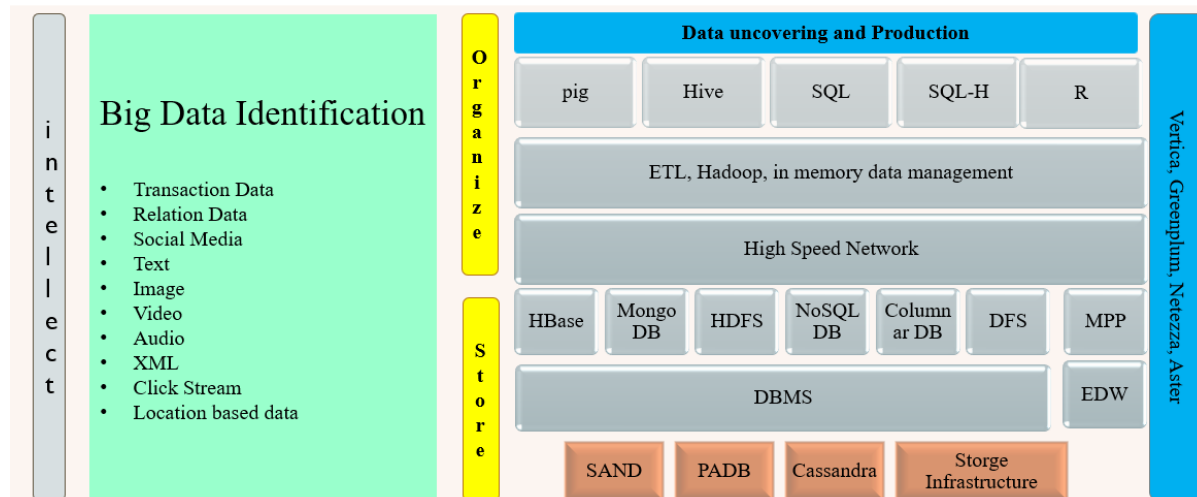 intellect
Big Data Identification
• Transaction Data
• Relation Data
• Social Media
• Text
• Image
• Video
• Audio
• XML
• Click Stream
• Location based data
Organize
Store
Data uncovering and Production
pig
Hive
SQL
SQL-H
R
ETL, Hadoop, in memory data management
High Speed Network
HBase
Mongo
DB
HDFS
NoSQL
DB
Column
ar DB
DFS
MPP
DBMS
EDW
SAND
PADB
Cassandra
Storge
Infrastructure
Vertica, Greenplum, Netezza, Aster